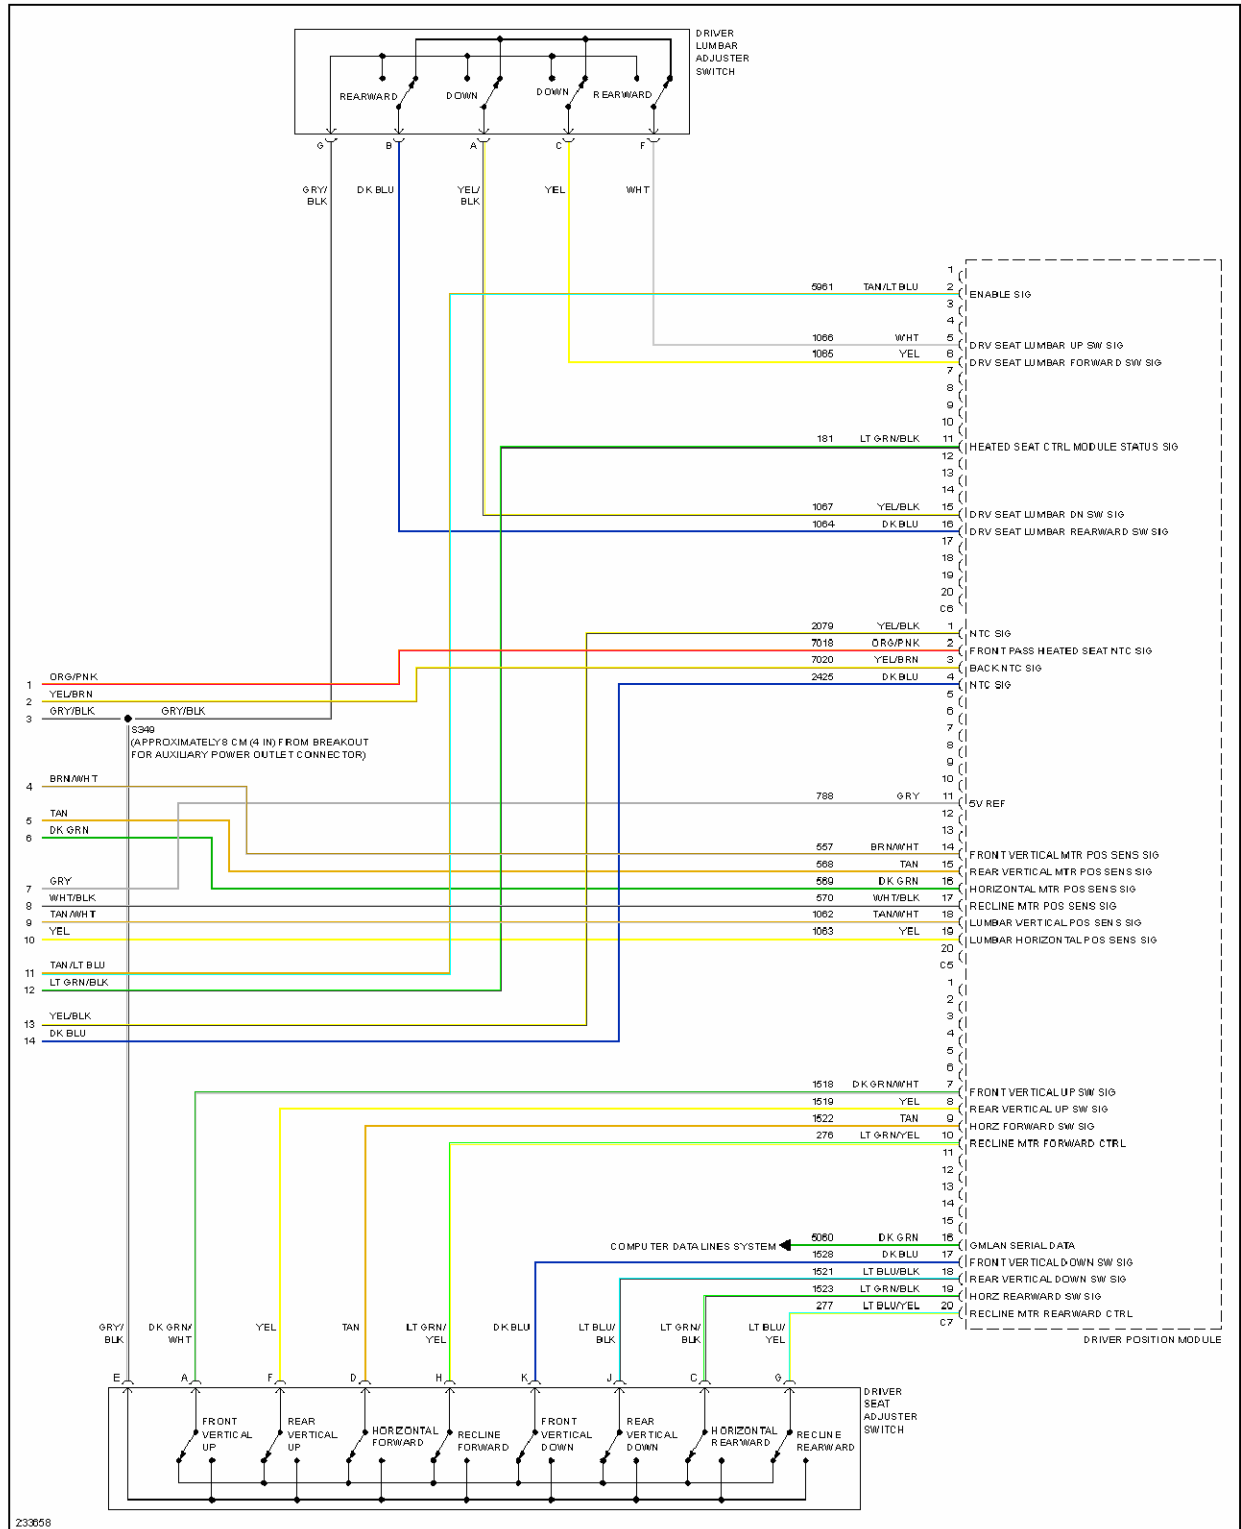 DRIVER
LUMBAR
ADJUSTER
SWITCH
REARWARD DOWN DOWN REARWARD
G B A C F
GRY/
BLK
DK BLU
YEL/
BLK
YEL
WHT
1
5961 TAN/LT BLU 2 ENABLE SIG
3
4
1066 WHT 5 DRV SEAT LUMBAR UP SW SIG
1065 YEL 6 DRV SEAT LUMBAR FORWARD SW SIG
7
8
9
10
181 LT GRN/BLK 11 HEATED SEAT CTRL MODULE STATUS SIG
12
13
14
1067 YEL/BLK 15 DRV SEAT LUMBAR DN SW SIG
1064 DK BLU 16 DRV SEAT LUMBAR REARWARD SW SIG
17
18
19
20
C6
2079 YEL/BLK 1 NTC SIG
7018 ORG/PNK 2 FRONT PASS HEATED SEAT NTC SIG
7020 YEL/BRN 3 BACK NTC SIG
2425 DK BLU 4 NTC SIG
5
6
7
8
9
10
788 GRY 11 5V REF
12
13
557 BRN/WHT 14 FRONT VERTICAL MTR POS SENS SIG
568 TAN 15 REAR VERTICAL MTR POS SENS SIG
569 DK GRN 16 HORIZONTAL MTR POS SENS SIG
570 WHT/BLK 17 RECLINE MTR POS SENS SIG
1062 TAN/WHT 18 LUMBAR VERTICAL POS SENS SIG
1063 YEL 19 LUMBAR HORIZONTAL POS SENS SIG
20
C5
1 ORG/PNK
2 YEL/BRN
3 GRY/BLK GRY/BLK
S349
(APPROXIMATELY 8 CM (4 IN) FROM BREAKOUT
FOR AUXILIARY POWER OUTLET CONNECTOR)
4 BRN/WHT
5 TAN
6 DK GRN
7 GRY
8 WHT/BLK
9 TAN/WHT
10 YEL
11 TAN/LT BLU
12 LT GRN/BLK
13 YEL/BLK
14 DK BLU
1
2
3
4
5
6
1518 DK GRN/WHT 7 FRONT VERTICAL UP SW SIG
1519 YEL 8 REAR VERTICAL UP SW SIG
1522 TAN 9 HORZ FORWARD SW SIG
276 LT GRN/YEL 10 RECLINE MTR FORWARD CTRL
11
12
13
14
15
COMPUTER DATA LINES SYSTEM 5060 DK GRN 16 GMLAN SERIAL DATA
1528 DK BLU 17 FRONT VERTICAL DOWN SW SIG
1521 LT BLU/BLK 18 REAR VERTICAL DOWN SW SIG
1523 LT GRN/BLK 19 HORZ REARWARD SW SIG
277 LT BLU/YEL 20 RECLINE MTR REARWARD CTRL
C7
DRIVER POSITION MODULE
GRY/
BLK
DK GRN/
WHT
YEL
TAN
LT GRN/
YEL
DK BLU
LT BLU/
BLK
LT GRN/
BLK
LT BLU/
YEL
E A F D H K J C G
DRIVER
SEAT
ADJUSTER
SWITCH
FRONT
VERTICAL
UP
REAR
VERTICAL
UP
HORIZONTAL
FORWARD
RECLINE
FORWARD
FRONT
VERTICAL
DOWN
REAR
VERTICAL
DOWN
HORIZONTAL
REARWARD
RECLINE
REARWARD
233658